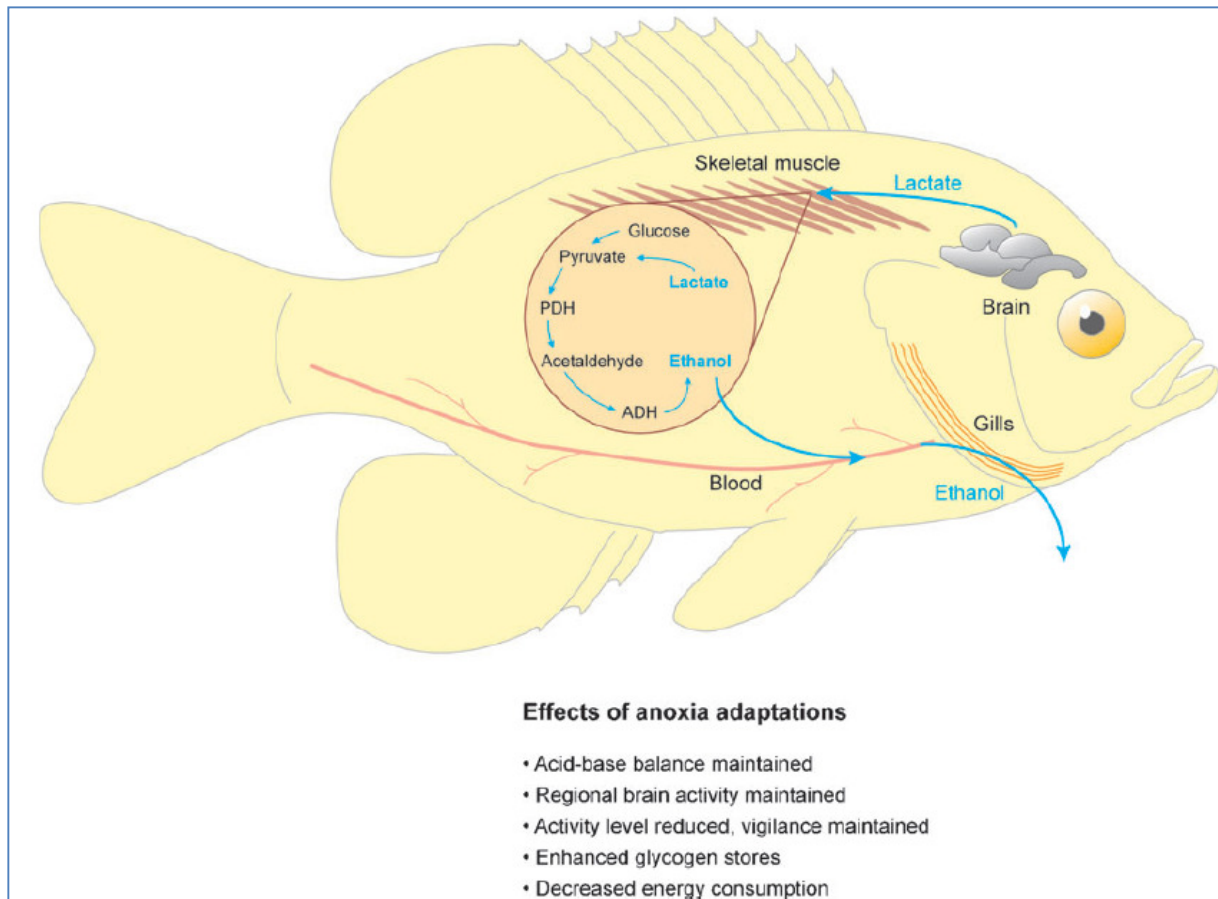 Skeletal muscle
Lactate
Glucose
Pyruvate
Lactate
PDH
Brain
Acetaldehyde
Ethanol
ADH
Gills
Blood
Ethanol
Effects of anoxia adaptations
• Acid-base balance maintained
• Regional brain activity maintained
• Activity level reduced, vigilance maintained
• Enhanced glycogen stores
• Decreased energy consumption